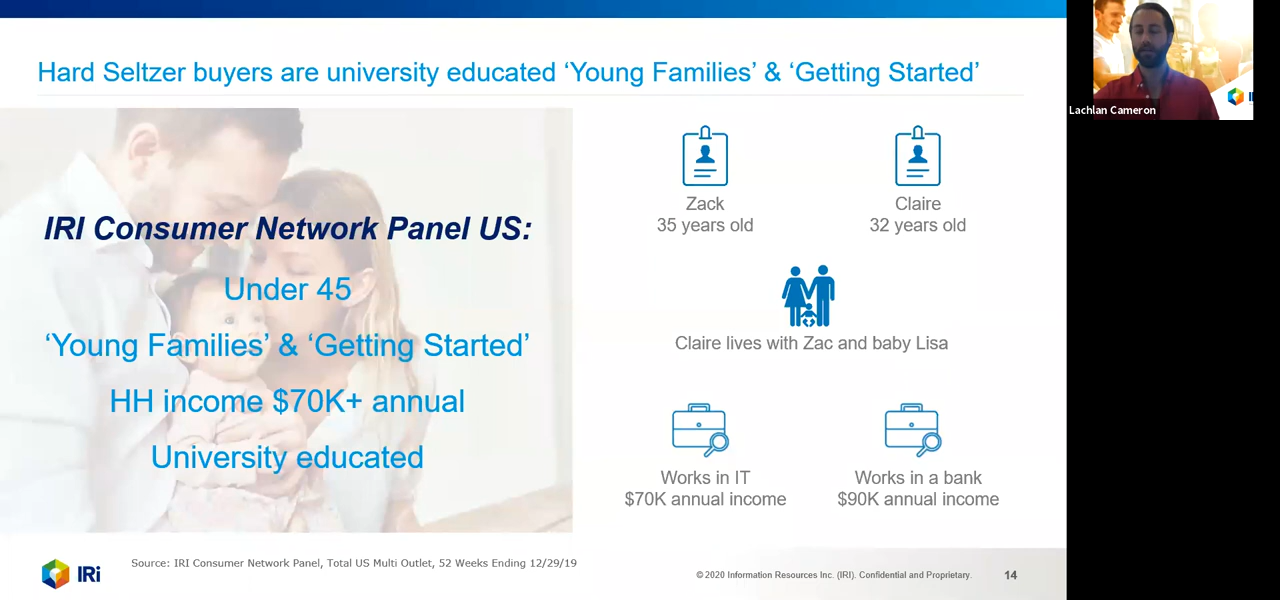 Hard Seltzer buyers are university educated ‘Young Families’ & ‘Getting Started’
IRI Consumer Network Panel US:
Under 45
‘Young Families’ & ‘Getting Started’
HH income $70K+ annual
University educated
Zack
35 years old
Claire
32 years old
Claire lives with Zac and baby Lisa
Works in IT
$70K annual income
Works in a bank
$90K annual income
IRi
Source: IRI Consumer Network Panel, Total US Multi Outlet, 52 Weeks Ending 12/29/19
© 2020 Information Resources Inc. (IRI). Confidential and Proprietary.
14
Lachlan Cameron